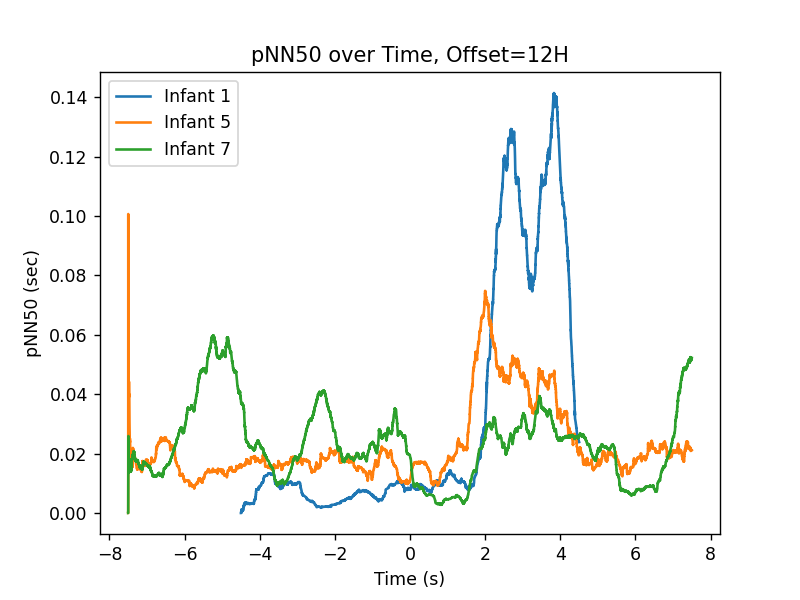 pNN50 over Time, Offset=12H
Infant 1
Infant 5
Infant 7
pNN50 (sec)
0.14
0.12
0.10
0.08
0.06
0.04
0.02
0.00
−8 −6 −4 −2 0 2 4 6 8
Time (s)